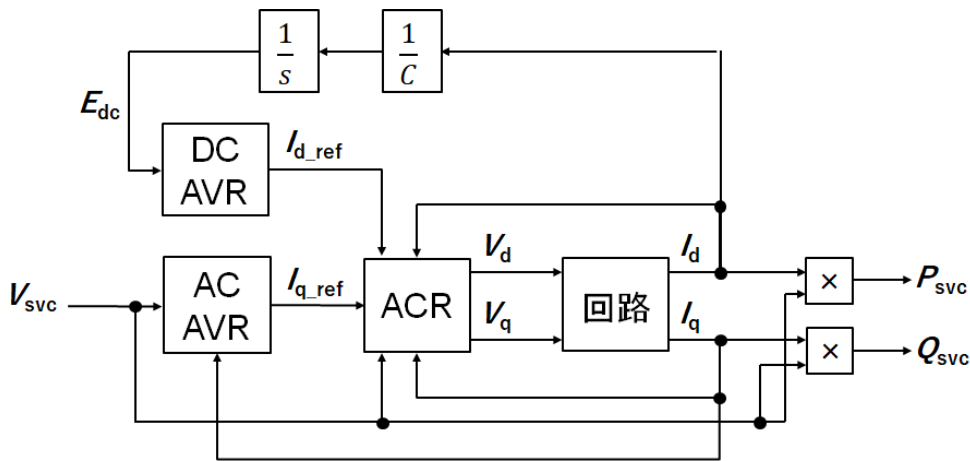 1
s
1
C
E_dc
DC
AVR
I_d_ref
V_svc
AC
AVR
I_q_ref
ACR
V_d
V_q
回路
I_d
I_q
×
×
P_svc
Q_svc